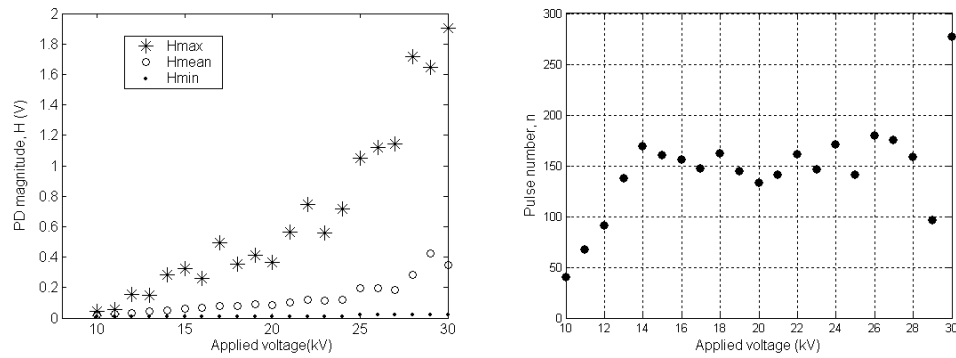 2
1.8
1.6
1.4
1.2
1
0.8
0.6
0.4
0.2
0
PD magnitude, H (V)
Hmax
Hmean
Hmin
10 15 20 25 30
Applied voltage(kV)
300
250
200
150
100
50
0
Pulse number, n
10 12 14 16 18 20 22 24 26 28 30
Applied voltage (kV)